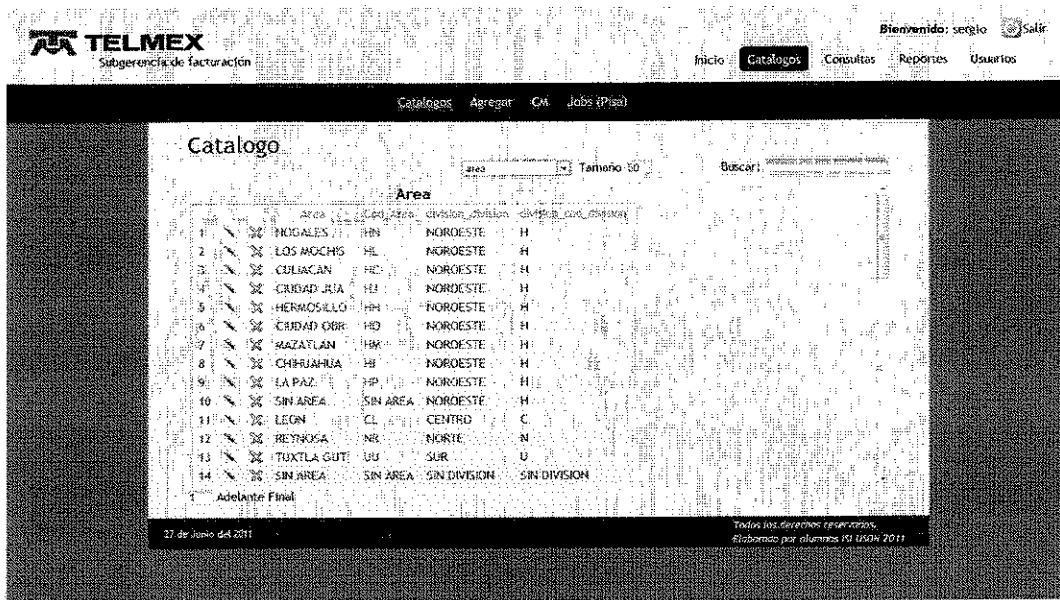 Bienvenido: sergio Salir
TELMEX
Subgerencia de facturación
Inicio Catalogos Consultas Reportes Usuarios
Catalogos Agregar CM Jobs (Pisa)
Catalogo
area Tamaño 50 Buscar:
Area
Area Cod_Area division_division division_cod_division
1 NOGALES HN NOROESTE H
2 LOS MOCHIS HL NOROESTE H
3 CULIACAN HC NOROESTE H
4 CIUDAD JUA HJ NOROESTE H
5 HERMOSILLO HH NOROESTE H
6 CIUDAD OBR HO NOROESTE H
7 MAZATLAN HM NOROESTE H
8 CHIHUAHUA HI NOROESTE H
9 LA PAZ HP NOROESTE H
10 SIN AREA SIN AREA NOROESTE H
11 LEON CL CENTRO C
12 REYNOSA NR NORTE N
13 TUXTLA GUT UU SUR U
14 SIN AREA SIN AREA SIN DIVISION SIN DIVISION
1 Adelante Final
27 de Junio del 2011
Todos los derechos reservados.
Elaborado por alumnos ISI USON 2011